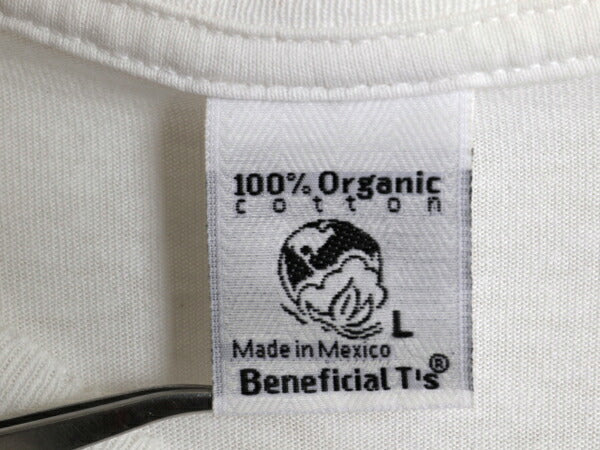 100% Organic
cotton
L
Made in Mexico
Beneficial T's®